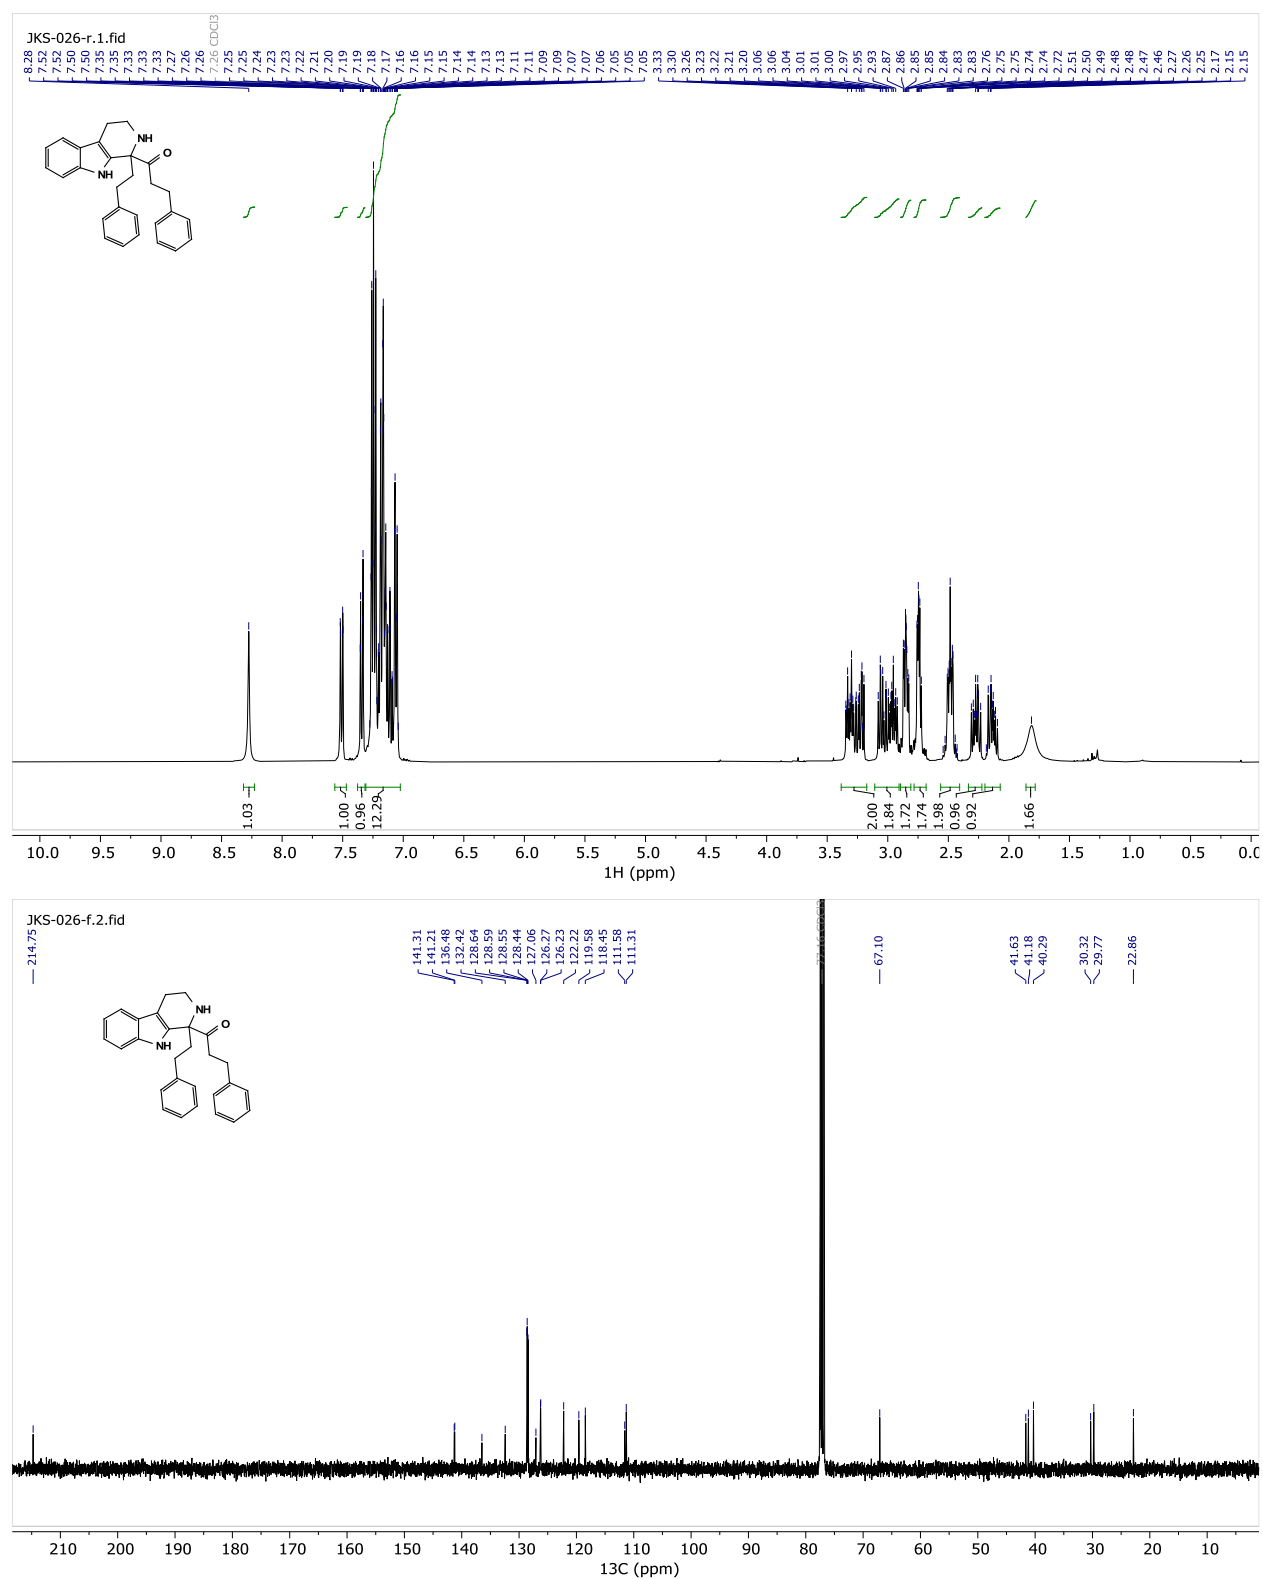 JKS-026-r.1.fid
8.28 7.52 7.52 7.50 7.50 7.35 7.35 7.33 7.33 7.33 7.27 7.26 7.26 7.26 CDCl3 7.25 7.25 7.24 7.23 7.23 7.22 7.21 7.20 7.19 7.19 7.18 7.17 7.16 7.16 7.15 7.15 7.14 7.14 7.13 7.13 7.11 7.11 7.09 7.09 7.07 7.07 7.06 7.05 7.05 7.05 3.33 3.30 3.26 3.23 3.22 3.21 3.20 3.06 3.06 3.04 3.01 3.01 3.00 2.97 2.95 2.93 2.87 2.86 2.85 2.85 2.84 2.83 2.83 2.76 2.75 2.75 2.74 2.74 2.72 2.51 2.50 2.49 2.48 2.48 2.47 2.46 2.27 2.26 2.25 2.17 2.15 2.15
NH
O
NH
1.03 1.00 0.96 12.29 2.00 1.84 1.72 1.74 1.98 0.96 0.92 1.66
10.0 9.5 9.0 8.5 8.0 7.5 7.0 6.5 6.0 5.5 5.0 4.5 4.0 3.5 3.0 2.5 2.0 1.5 1.0 0.5 0.0
1H (ppm)
JKS-026-f.2.fid
214.75 141.31 141.21 136.48 132.42 128.64 128.59 128.55 128.44 127.06 126.27 126.23 122.22 119.58 118.45 111.58 111.31 77.16 CDCl3 67.10 41.63 41.18 40.29 30.32 29.77 22.86
NH
O
NH
210 200 190 180 170 160 150 140 130 120 110 100 90 80 70 60 50 40 30 20 10
13C (ppm)